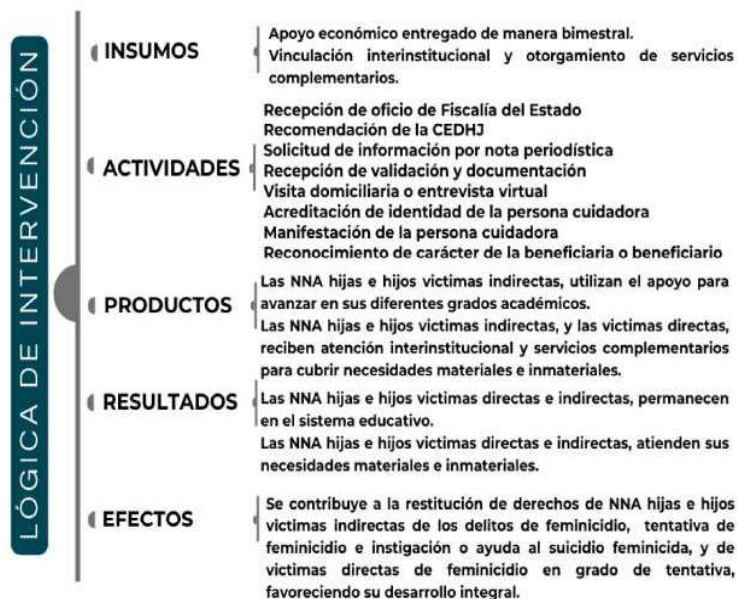 LÓGICA DE INTERVENCIÓN
INSUMOS
Apoyo económico entregado de manera bimestral.
Vinculación interinstitucional y otorgamiento de servicios
complementarios.
ACTIVIDADES
Recepción de oficio de Fiscalía del Estado
Recomendación de la CEDHJ
Solicitud de información por nota periodística
Recepción de validación y documentación
Visita domiciliaria o entrevista virtual
Acreditación de identidad de la persona cuidadora
Manifestación de la persona cuidadora
Reconocimiento de carácter de la beneficiaria o beneficiario
PRODUCTOS
Las NNA hijas e hijos victimas indirectas, utilizan el apoyo para
avanzar en sus diferentes grados académicos.
Las NNA hijas e hijos victimas indirectas, y las victimas directas,
reciben atención interinstitucional y servicios complementarios
para cubrir necesidades materiales e inmateriales.
RESULTADOS
Las NNA hijas e hijos victimas directas e indirectas, permanecen
en el sistema educativo.
Las NNA hijas e hijos victimas directas e indirectas, atienden sus
necesidades materiales e inmateriales.
EFECTOS
Se contribuye a la restitución de derechos de NNA hijas e hijos
victimas indirectas de los delitos de feminicidio, tentativa de
feminicidio e instigación o ayuda al suicidio feminicida, y de
victimas directas de feminicidio en grado de tentativa,
favoreciendo su desarrollo integral.